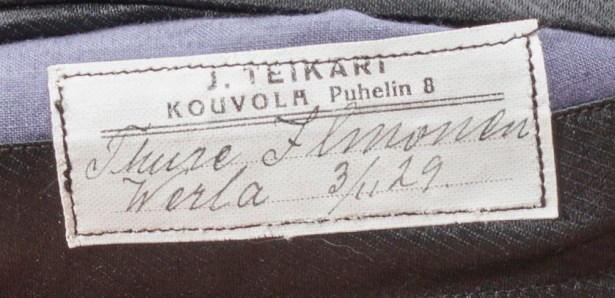 J. TEIKARI
KOUVOLA Puhelin 8
Thure Ilmonen
Werla 3/11 29